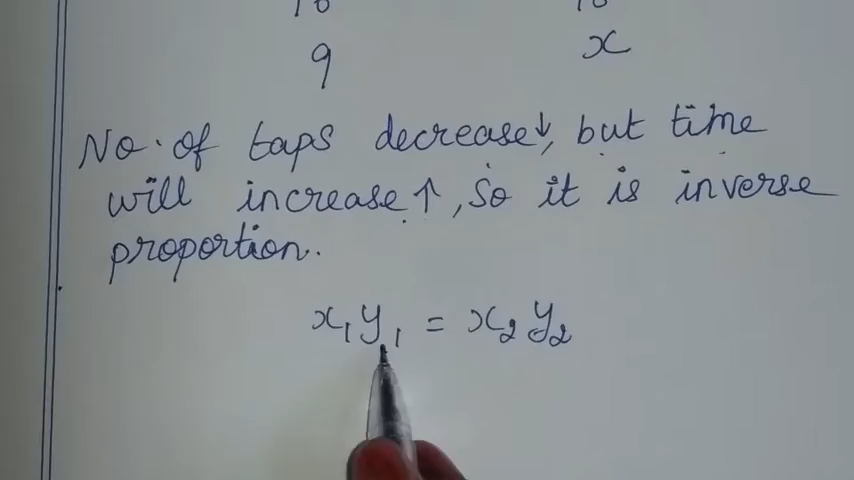 9 x
No. of taps decrease↓, but time
will increase↑, So it is inverse
proportion.
x₁y₁ = x₂y₂